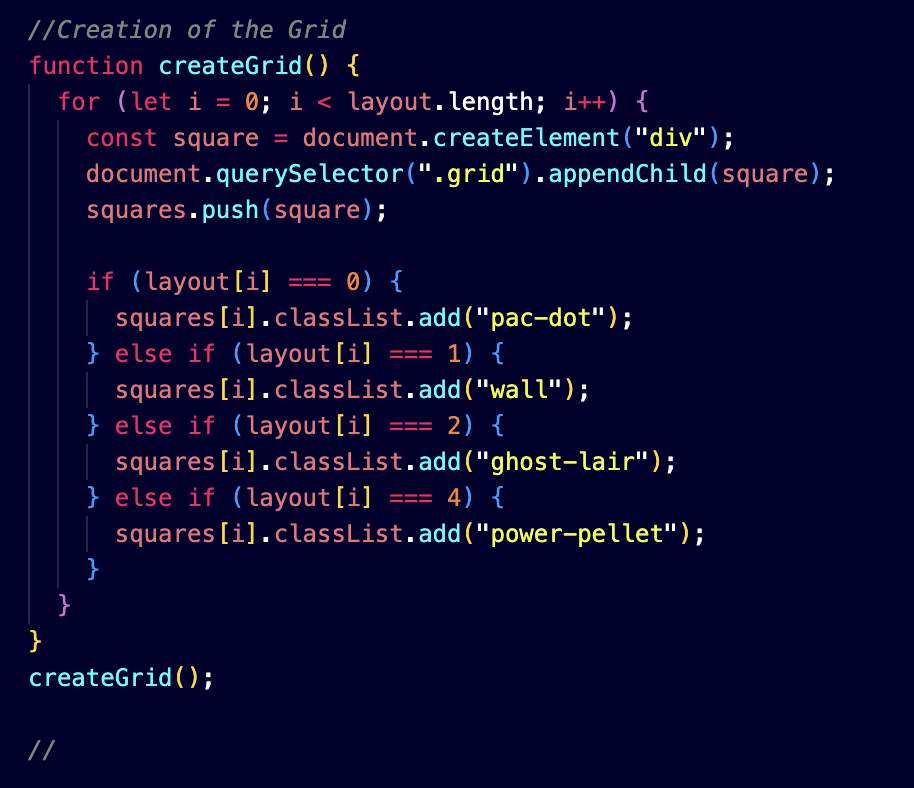 //Creation of the Grid
function createGrid() {
  for (let i = 0; i < layout.length; i++) {
    const square = document.createElement("div");
    document.querySelector(".grid").appendChild(square);
    squares.push(square);

    if (layout[i] === 0) {
      squares[i].classList.add("pac-dot");
    } else if (layout[i] === 1) {
      squares[i].classList.add("wall");
    } else if (layout[i] === 2) {
      squares[i].classList.add("ghost-lair");
    } else if (layout[i] === 4) {
      squares[i].classList.add("power-pellet");
    }
  }
}
createGrid();

//